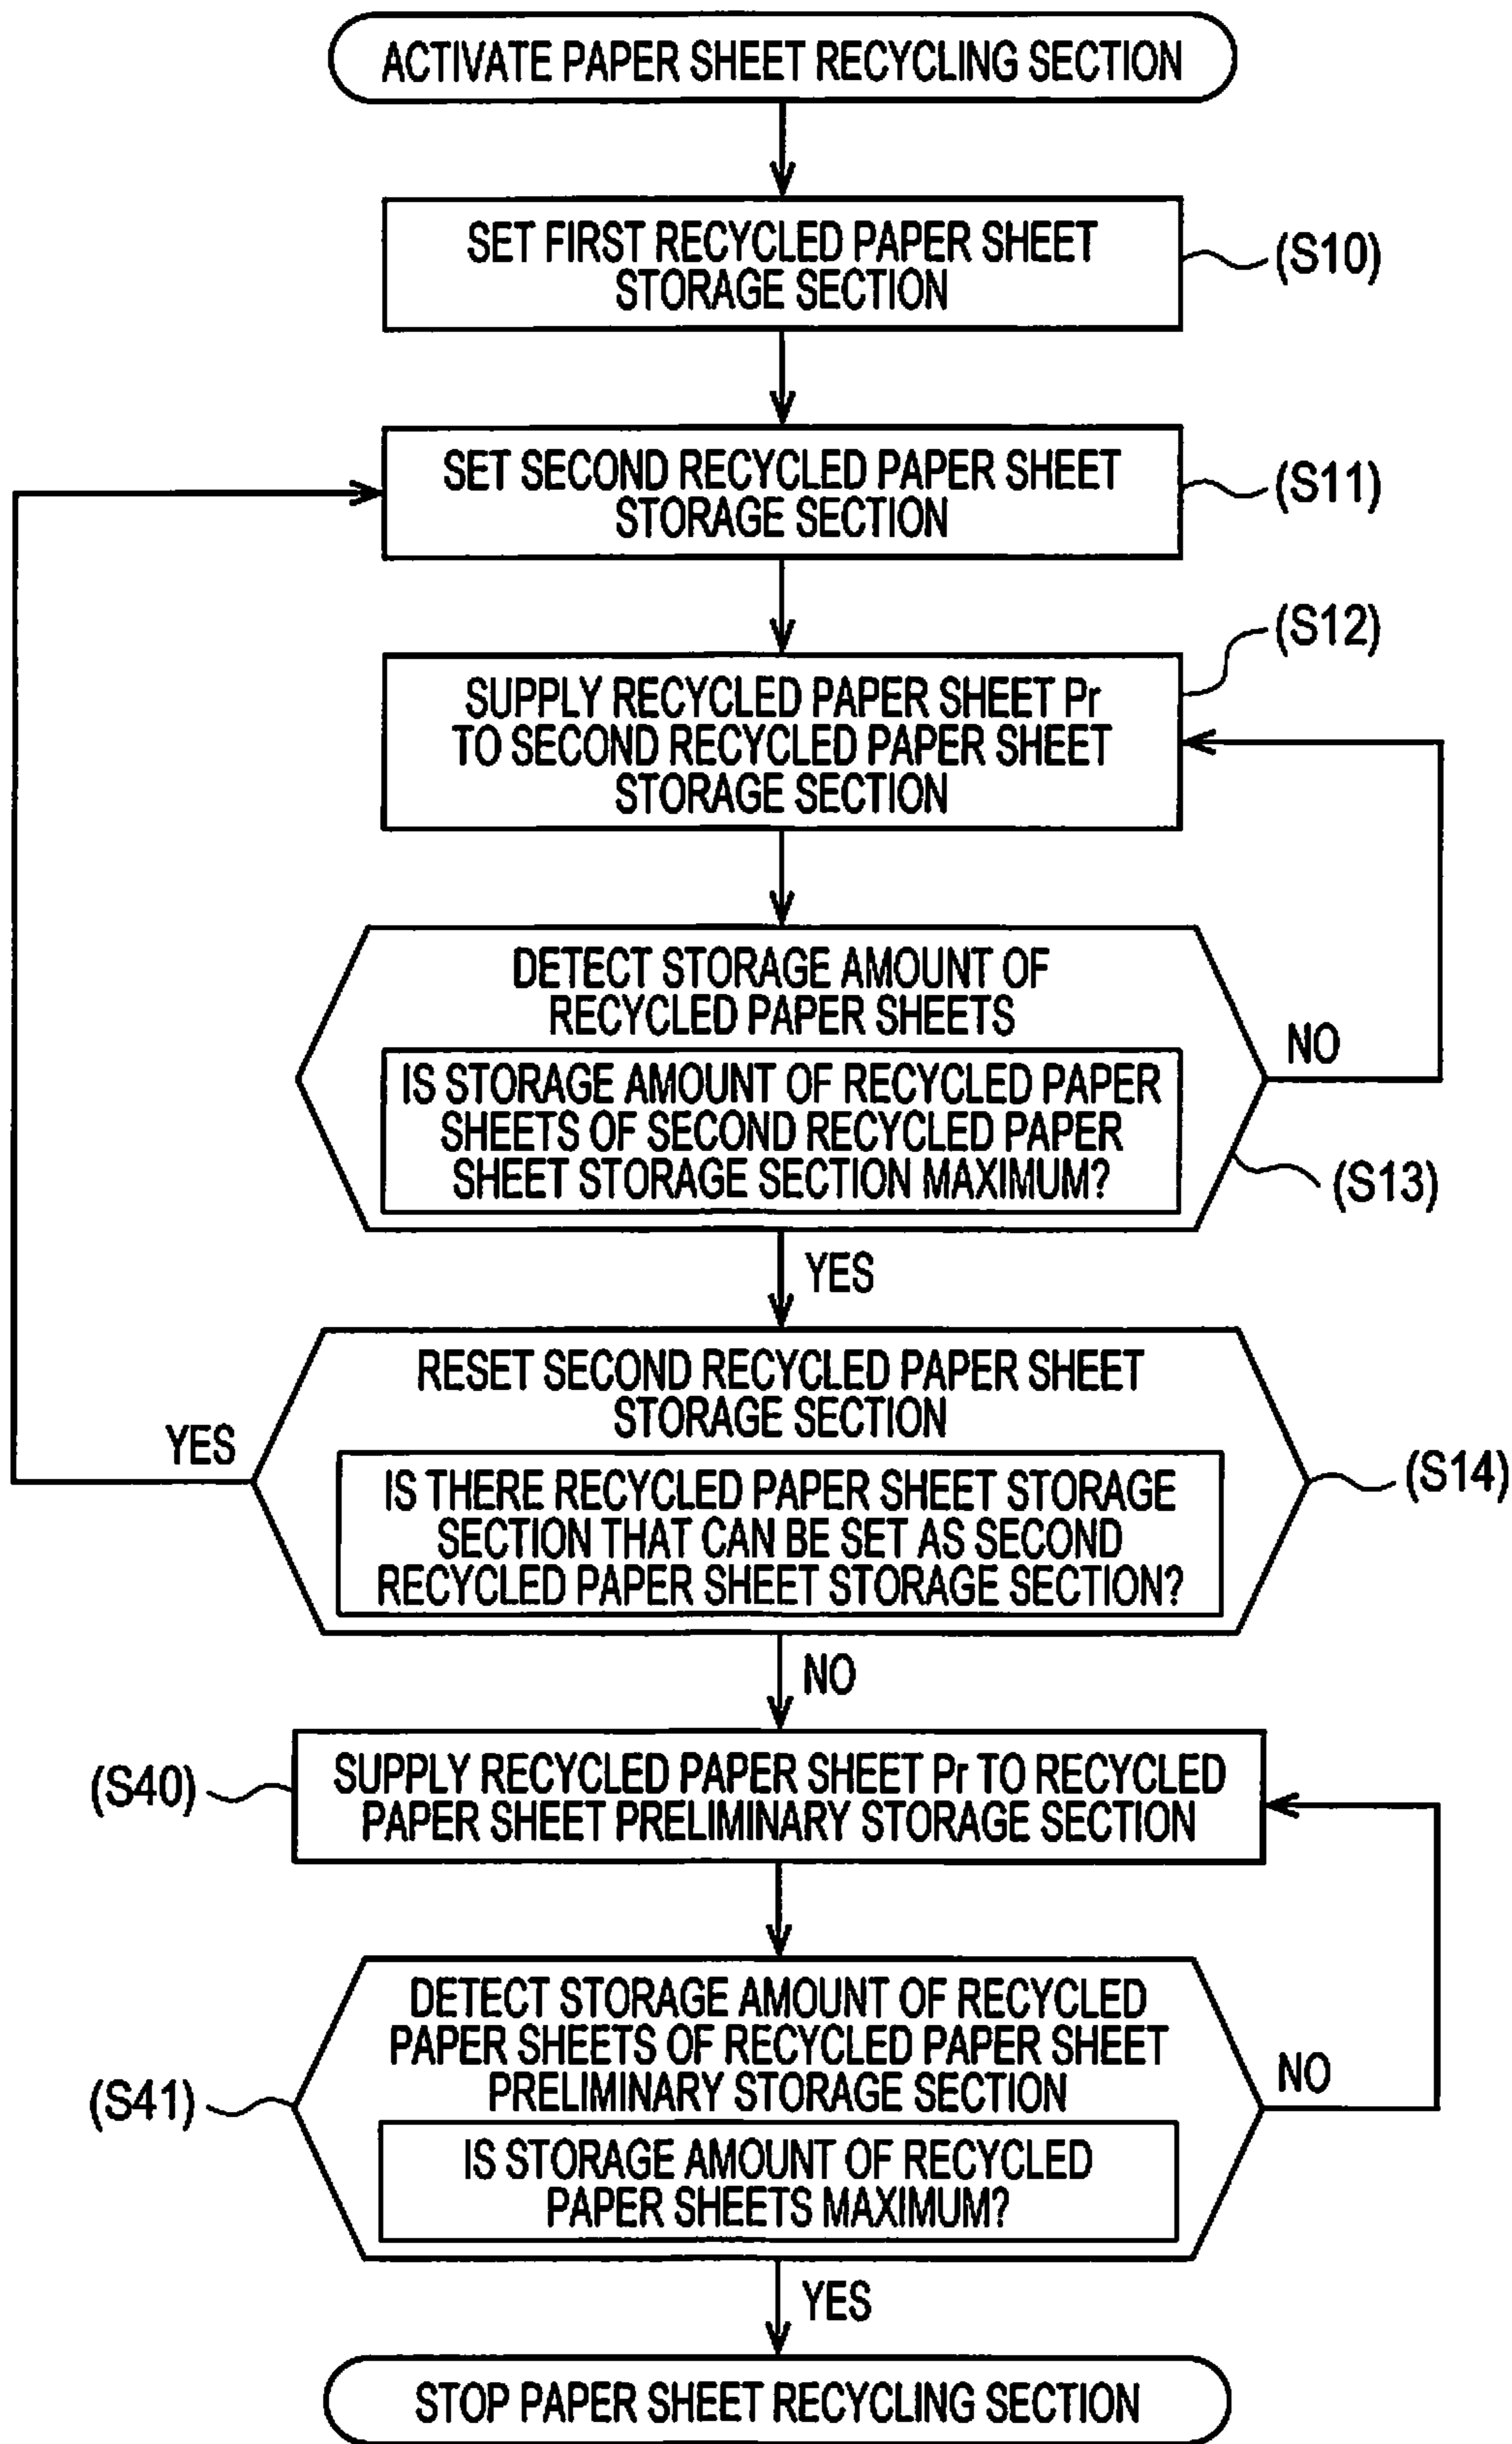 ACTIVATE PAPER SHEET RECYCLING SECTION
SET FIRST RECYCLED PAPER SHEET
STORAGE SECTION
(S10)
SET SECOND RECYCLED PAPER SHEET
STORAGE SECTION
(S11)
(S12)
SUPPLY RECYCLED PAPER SHEET Pr
TO SECOND RECYCLED PAPER SHEET
STORAGE SECTION
DETECT STORAGE AMOUNT OF
RECYCLED PAPER SHEETS
NO
IS STORAGE AMOUNT OF RECYCLED PAPER
SHEETS OF SECOND RECYCLED PAPER
SHEET STORAGE SECTION MAXIMUM?
(S13)
YES
RESET SECOND RECYCLED PAPER SHEET
STORAGE SECTION
YES
IS THERE RECYCLED PAPER SHEET STORAGE
SECTION THAT CAN BE SET AS SECOND
RECYCLED PAPER SHEET STORAGE SECTION?
(S14)
NO
(S40)
SUPPLY RECYCLED PAPER SHEET Pr TO RECYCLED
PAPER SHEET PRELIMINARY STORAGE SECTION
DETECT STORAGE AMOUNT OF RECYCLED
PAPER SHEETS OF RECYCLED PAPER SHEET
PRELIMINARY STORAGE SECTION
NO
(S41)
IS STORAGE AMOUNT OF RECYCLED
PAPER SHEETS MAXIMUM?
YES
STOP PAPER SHEET RECYCLING SECTION